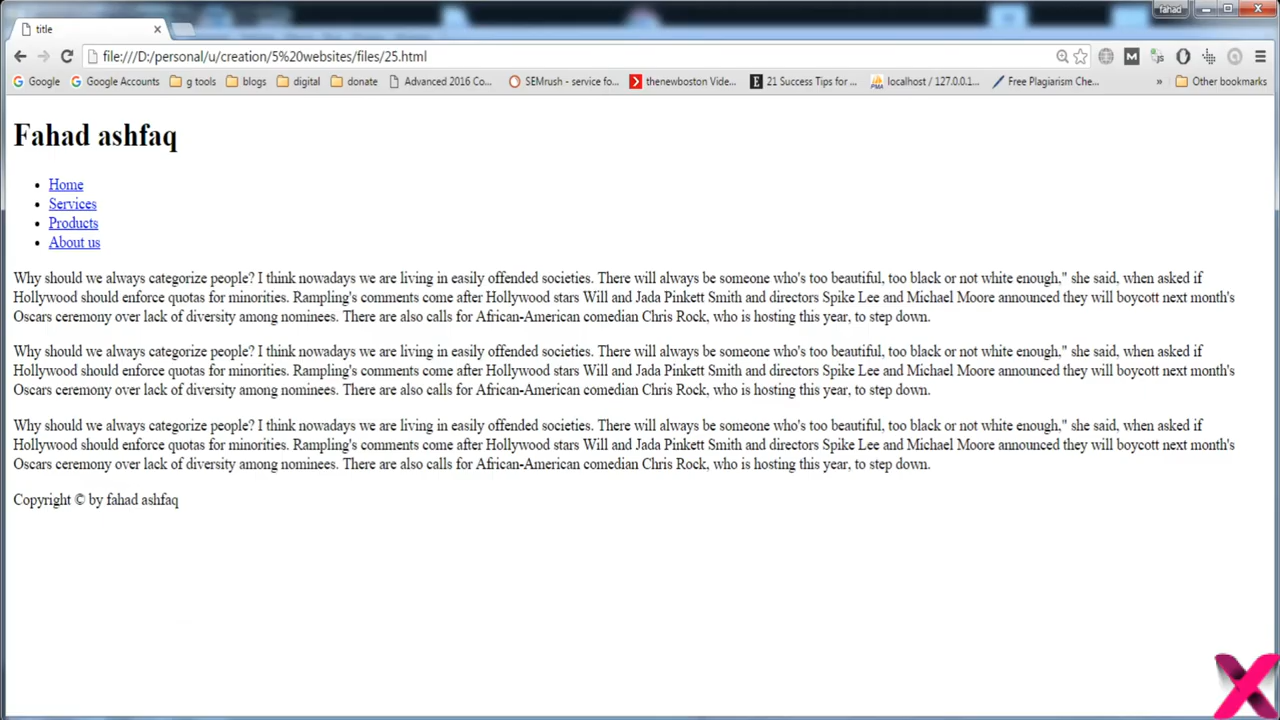 fahad
title
file:///D:/personal/u/creation/5%20websites/files/25.html
Google Google Accounts g tools blogs digital donate Advanced 2016 Co... SEMrush - service fo... thenewboston Vide... 21 Success Tips for ... localhost / 127.0.0.1... Free Plagiarism Che... » Other bookmarks
Fahad ashfaq
Home
Services
Products
About us
Why should we always categorize people? I think nowadays we are living in easily offended societies. There will always be someone who's too beautiful, too black or not white enough," she said, when asked if
Hollywood should enforce quotas for minorities. Rampling's comments come after Hollywood stars Will and Jada Pinkett Smith and directors Spike Lee and Michael Moore announced they will boycott next month's
Oscars ceremony over lack of diversity among nominees. There are also calls for African-American comedian Chris Rock, who is hosting this year, to step down.
Why should we always categorize people? I think nowadays we are living in easily offended societies. There will always be someone who's too beautiful, too black or not white enough," she said, when asked if
Hollywood should enforce quotas for minorities. Rampling's comments come after Hollywood stars Will and Jada Pinkett Smith and directors Spike Lee and Michael Moore announced they will boycott next month's
Oscars ceremony over lack of diversity among nominees. There are also calls for African-American comedian Chris Rock, who is hosting this year, to step down.
Why should we always categorize people? I think nowadays we are living in easily offended societies. There will always be someone who's too beautiful, too black or not white enough," she said, when asked if
Hollywood should enforce quotas for minorities. Rampling's comments come after Hollywood stars Will and Jada Pinkett Smith and directors Spike Lee and Michael Moore announced they will boycott next month's
Oscars ceremony over lack of diversity among nominees. There are also calls for African-American comedian Chris Rock, who is hosting this year, to step down.
Copyright © by fahad ashfaq